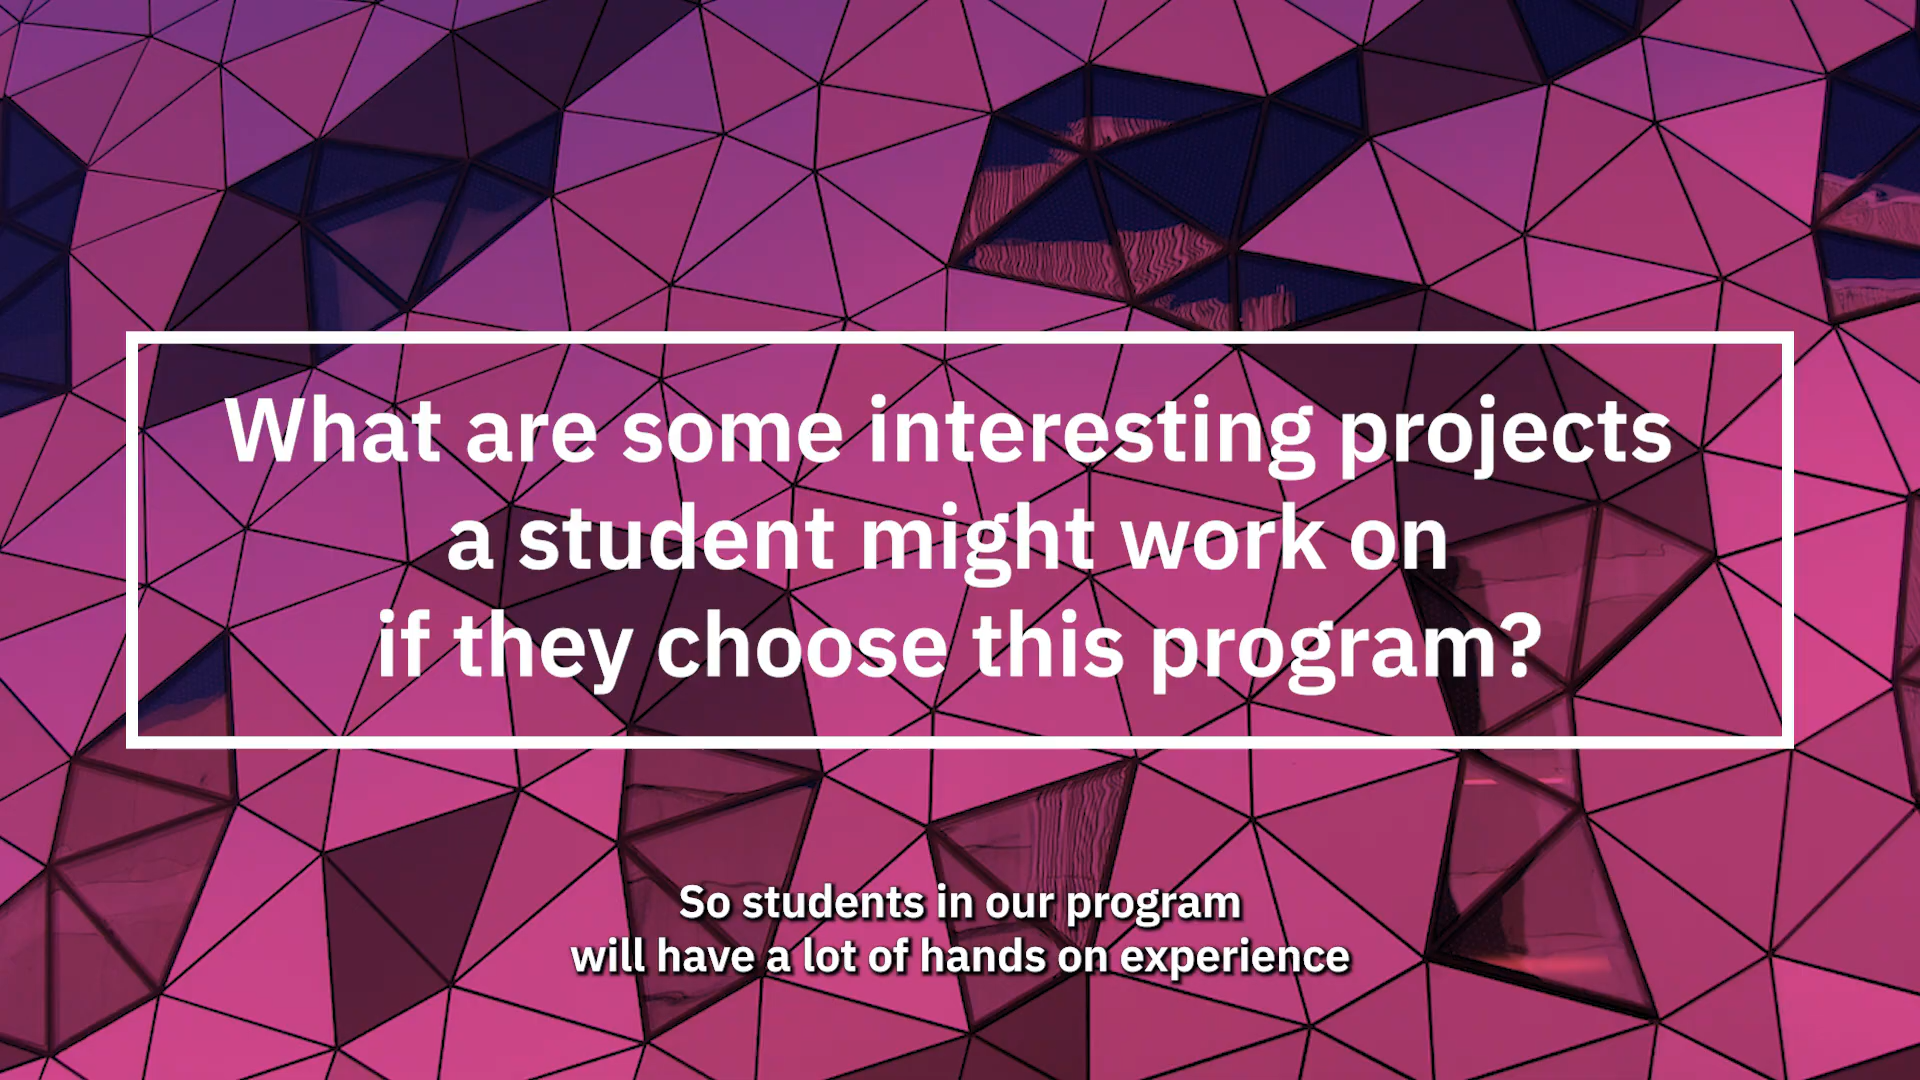 What are some interesting projects
a student might work on
if they choose this program?
So students in our program
will have a lot of hands on experience